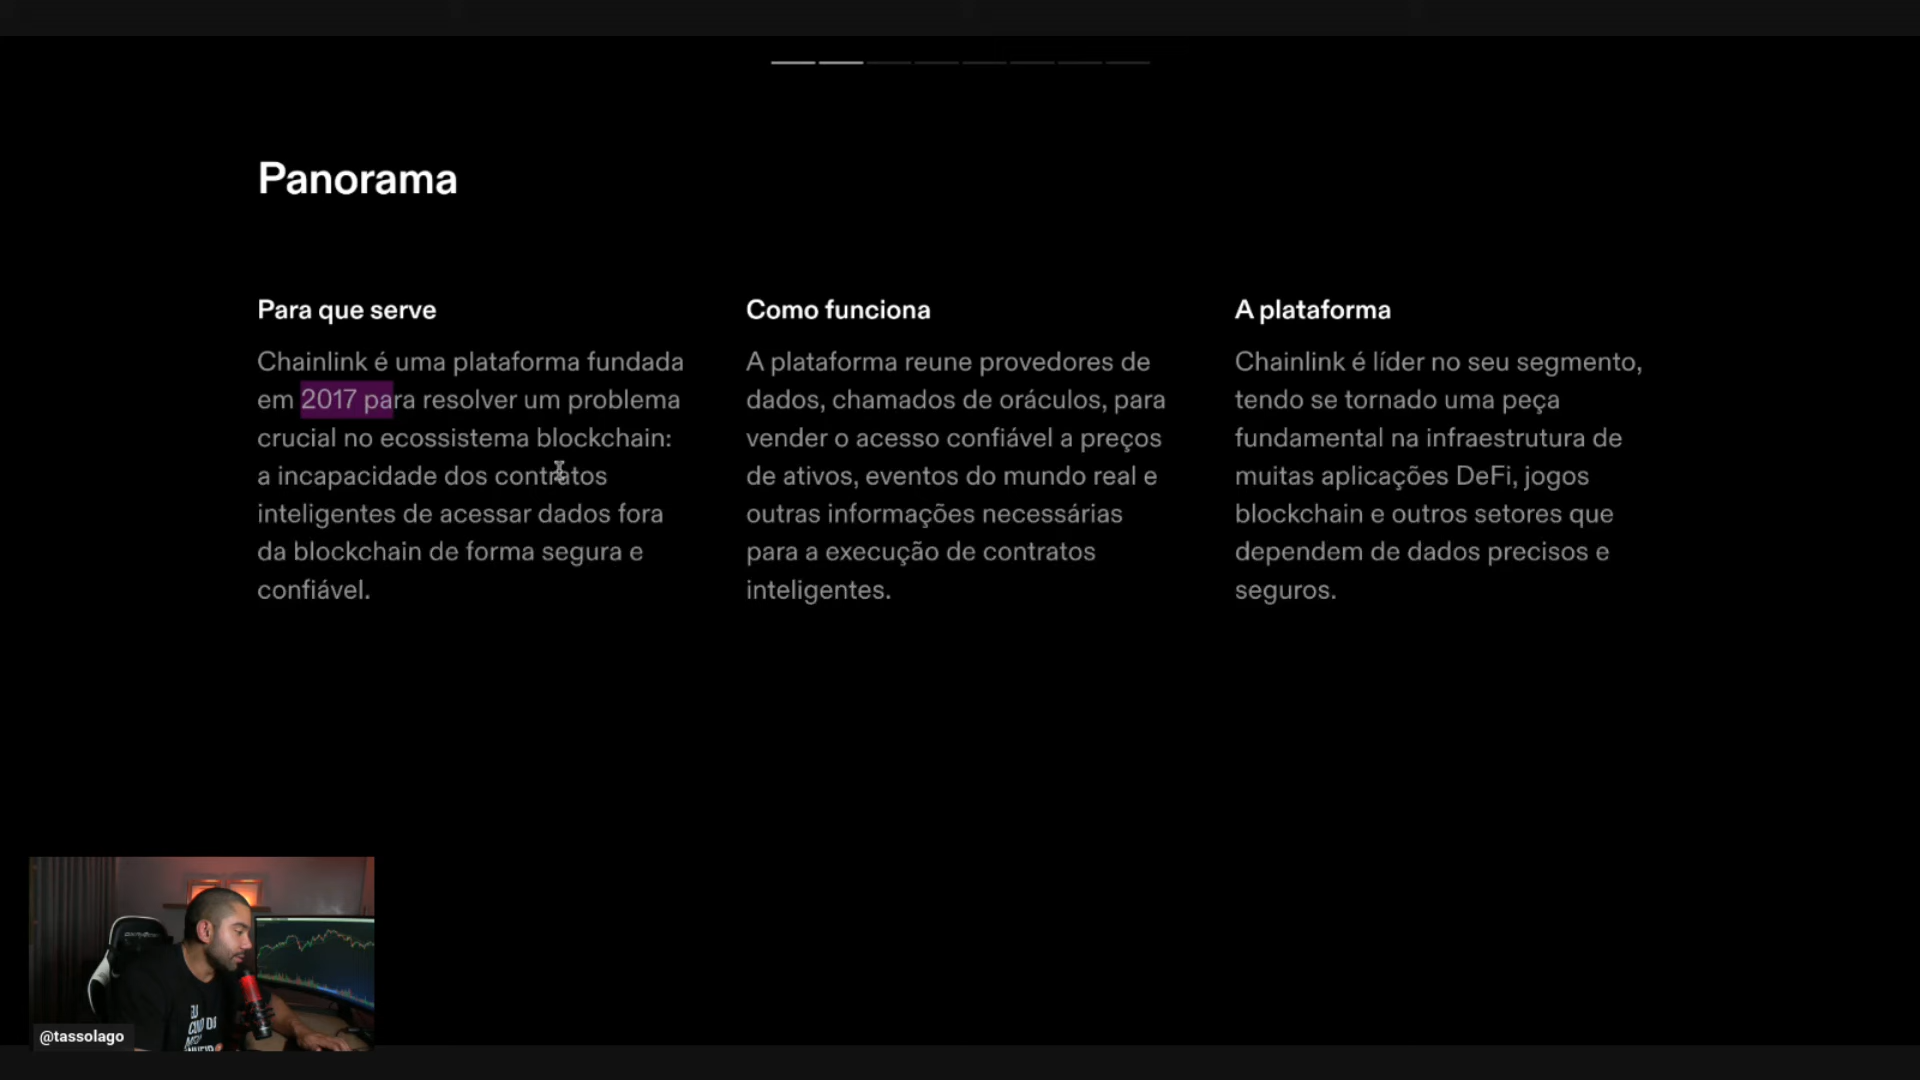 Panorama
Para que serve
Chainlink é uma plataforma fundada
em 2017 para resolver um problema
crucial no ecossistema blockchain:
a incapacidade dos contratos
inteligentes de acessar dados fora
da blockchain de forma segura e
confiável.
Como funciona
A plataforma reune provedores de
dados, chamados de oráculos, para
vender o acesso confiável a preços
de ativos, eventos do mundo real e
outras informações necessárias
para a execução de contratos
inteligentes.
A plataforma
Chainlink é líder no seu segmento,
tendo se tornado uma peça
fundamental na infraestrutura de
muitas aplicações DeFi, jogos
blockchain e outros setores que
dependem de dados precisos e
seguros.
EU
@tassolago